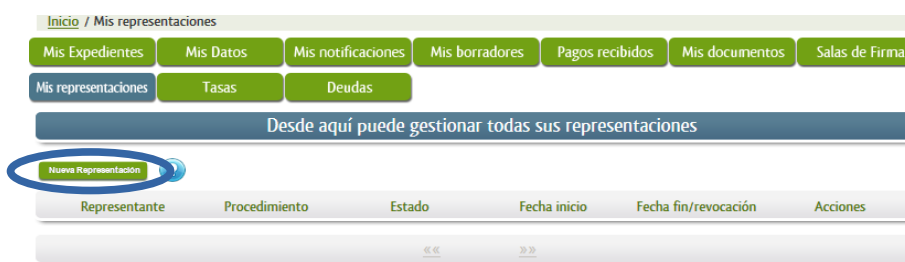 Inicio / Mis representaciones
Mis Expedientes Mis Datos Mis notificaciones Mis borradores Pagos recibidos Mis documentos Salas de Firma
Mis representaciones Tasas Deudas
Desde aquí puede gestionar todas sus representaciones
Nueva Representación
Representante Procedimiento Estado Fecha inicio Fecha fin/revocación Acciones
«« »»